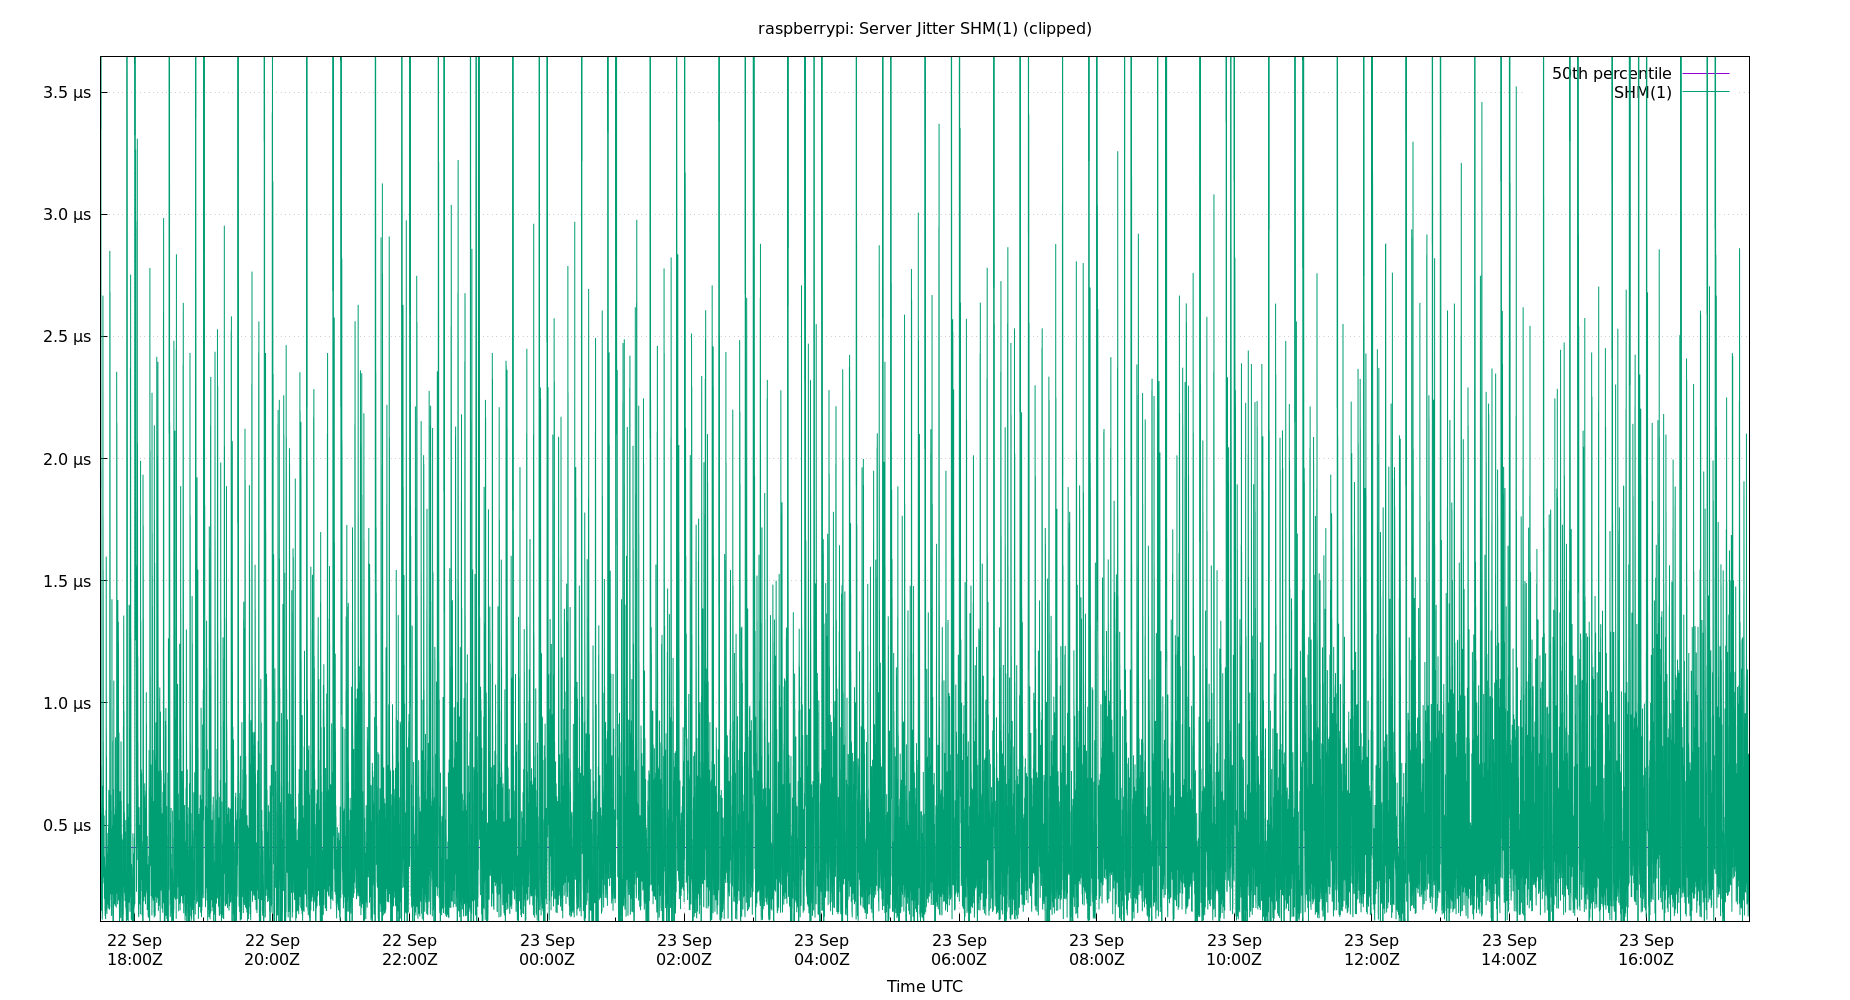 raspberrypi: Server Jitter SHM(1) (clipped)
50th percentile
SHM(1)
3.5 µs
3.0 µs
2.5 µs
2.0 µs
1.5 µs
1.0 µs
0.5 µs
22 Sep 22 Sep 22 Sep 23 Sep 23 Sep 23 Sep 23 Sep 23 Sep 23 Sep 23 Sep 23 Sep 23 Sep
18:00Z 20:00Z 22:00Z 00:00Z 02:00Z 04:00Z 06:00Z 08:00Z 10:00Z 12:00Z 14:00Z 16:00Z
Time UTC